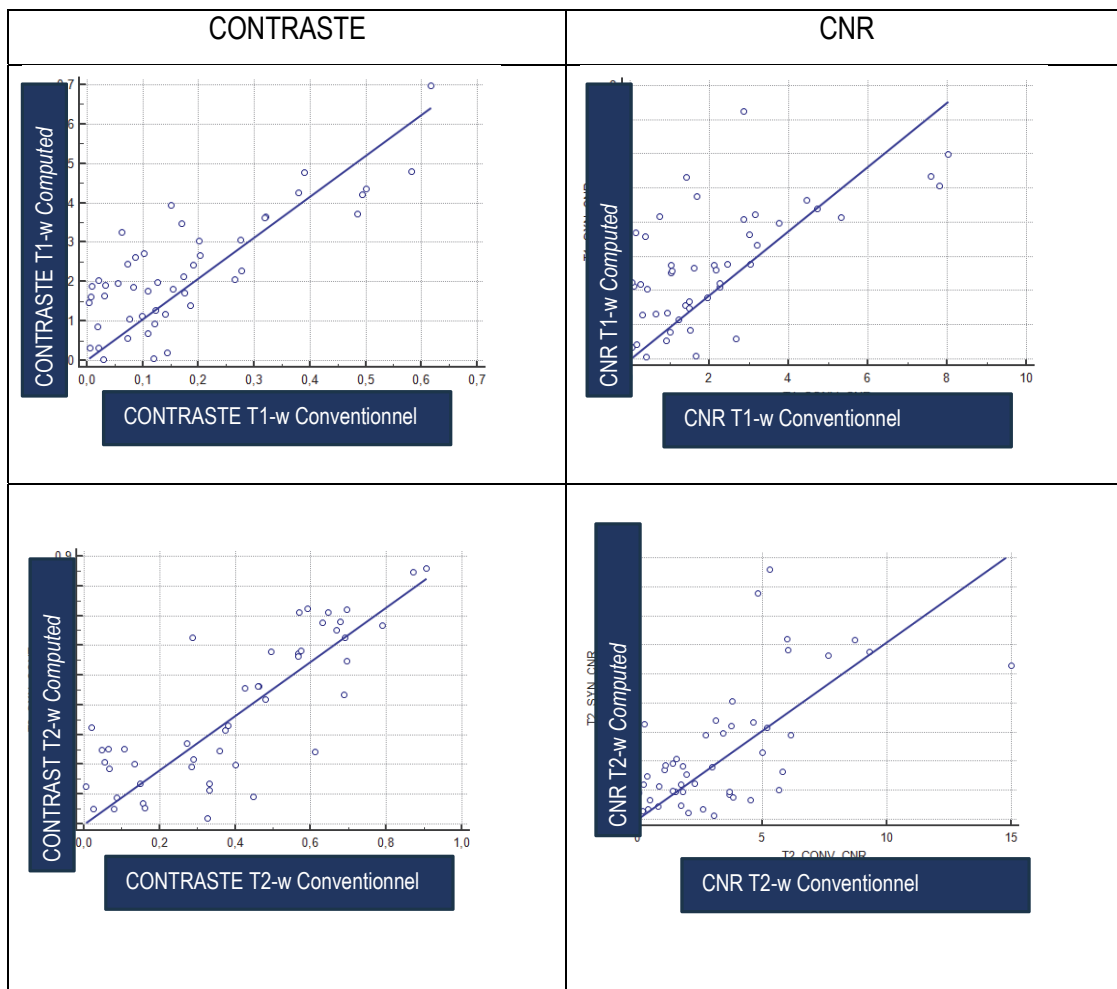 CONTRASTE
CNR
CONTRASTE T1-w Computed
,7
,6
,5
,4
,3
,2
,1
,0
0,0 0,1 0,2 0,3 0,4 0,5 0,6 0,7
CONTRASTE T1-w Conventionnel
CNR T1-w Computed
2 4 6 8 10
CNR T1-w Conventionnel
CONTRAST T2-w Computed
0,9
0,0 0,2 0,4 0,6 0,8 1,0
CONTRASTE T2-w Conventionnel
CNR T2-w Computed
T2_SYN_CNR
0 5 10 15
T2_CONV_CNR
CNR T2-w Conventionnel